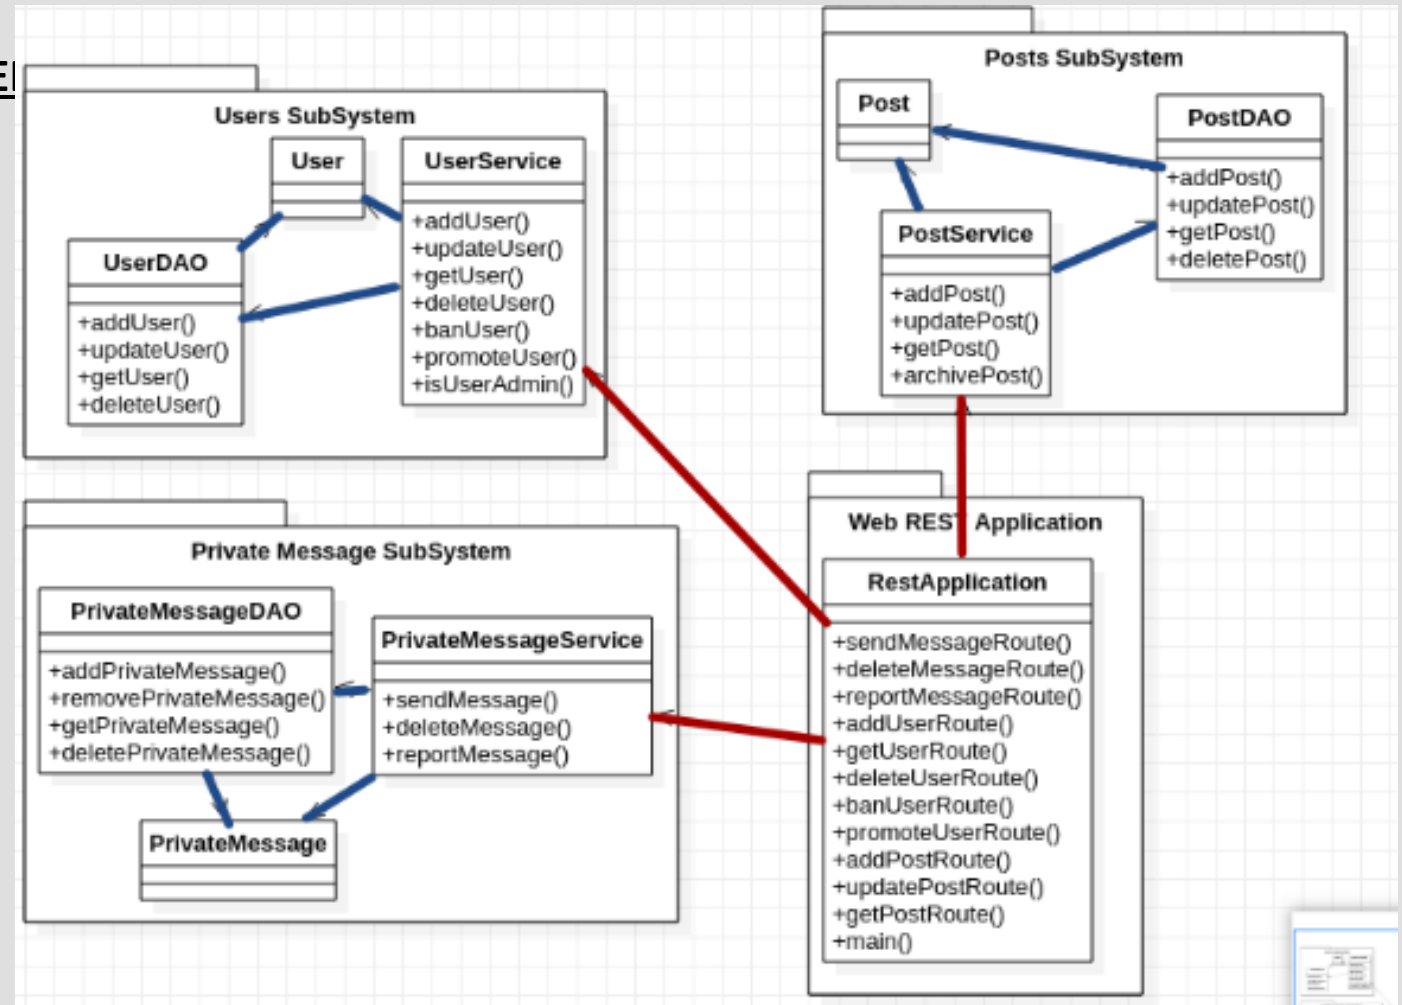 Users SubSystem
User
UserService
+addUser()
+updateUser()
+getUser()
+deleteUser()
+banUser()
+promoteUser()
+isUserAdmin()
UserDAO
+addUser()
+updateUser()
+getUser()
+deleteUser()
Posts SubSystem
Post
PostDAO
+addPost()
+updatePost()
+getPost()
+deletePost()
PostService
+addPost()
+updatePost()
+getPost()
+archivePost()
Private Message SubSystem
PrivateMessageDAO
+addPrivateMessage()
+removePrivateMessage()
+getPrivateMessage()
+deletePrivateMessage()
PrivateMessageService
+sendMessage()
+deleteMessage()
+reportMessage()
PrivateMessage
Web REST Application
RestApplication
+sendMessageRoute()
+deleteMessageRoute()
+reportMessageRoute()
+addUserRoute()
+getUserRoute()
+deleteUserRoute()
+banUserRoute()
+promoteUserRoute()
+addPostRoute()
+updatePostRoute()
+getPostRoute()
+main()